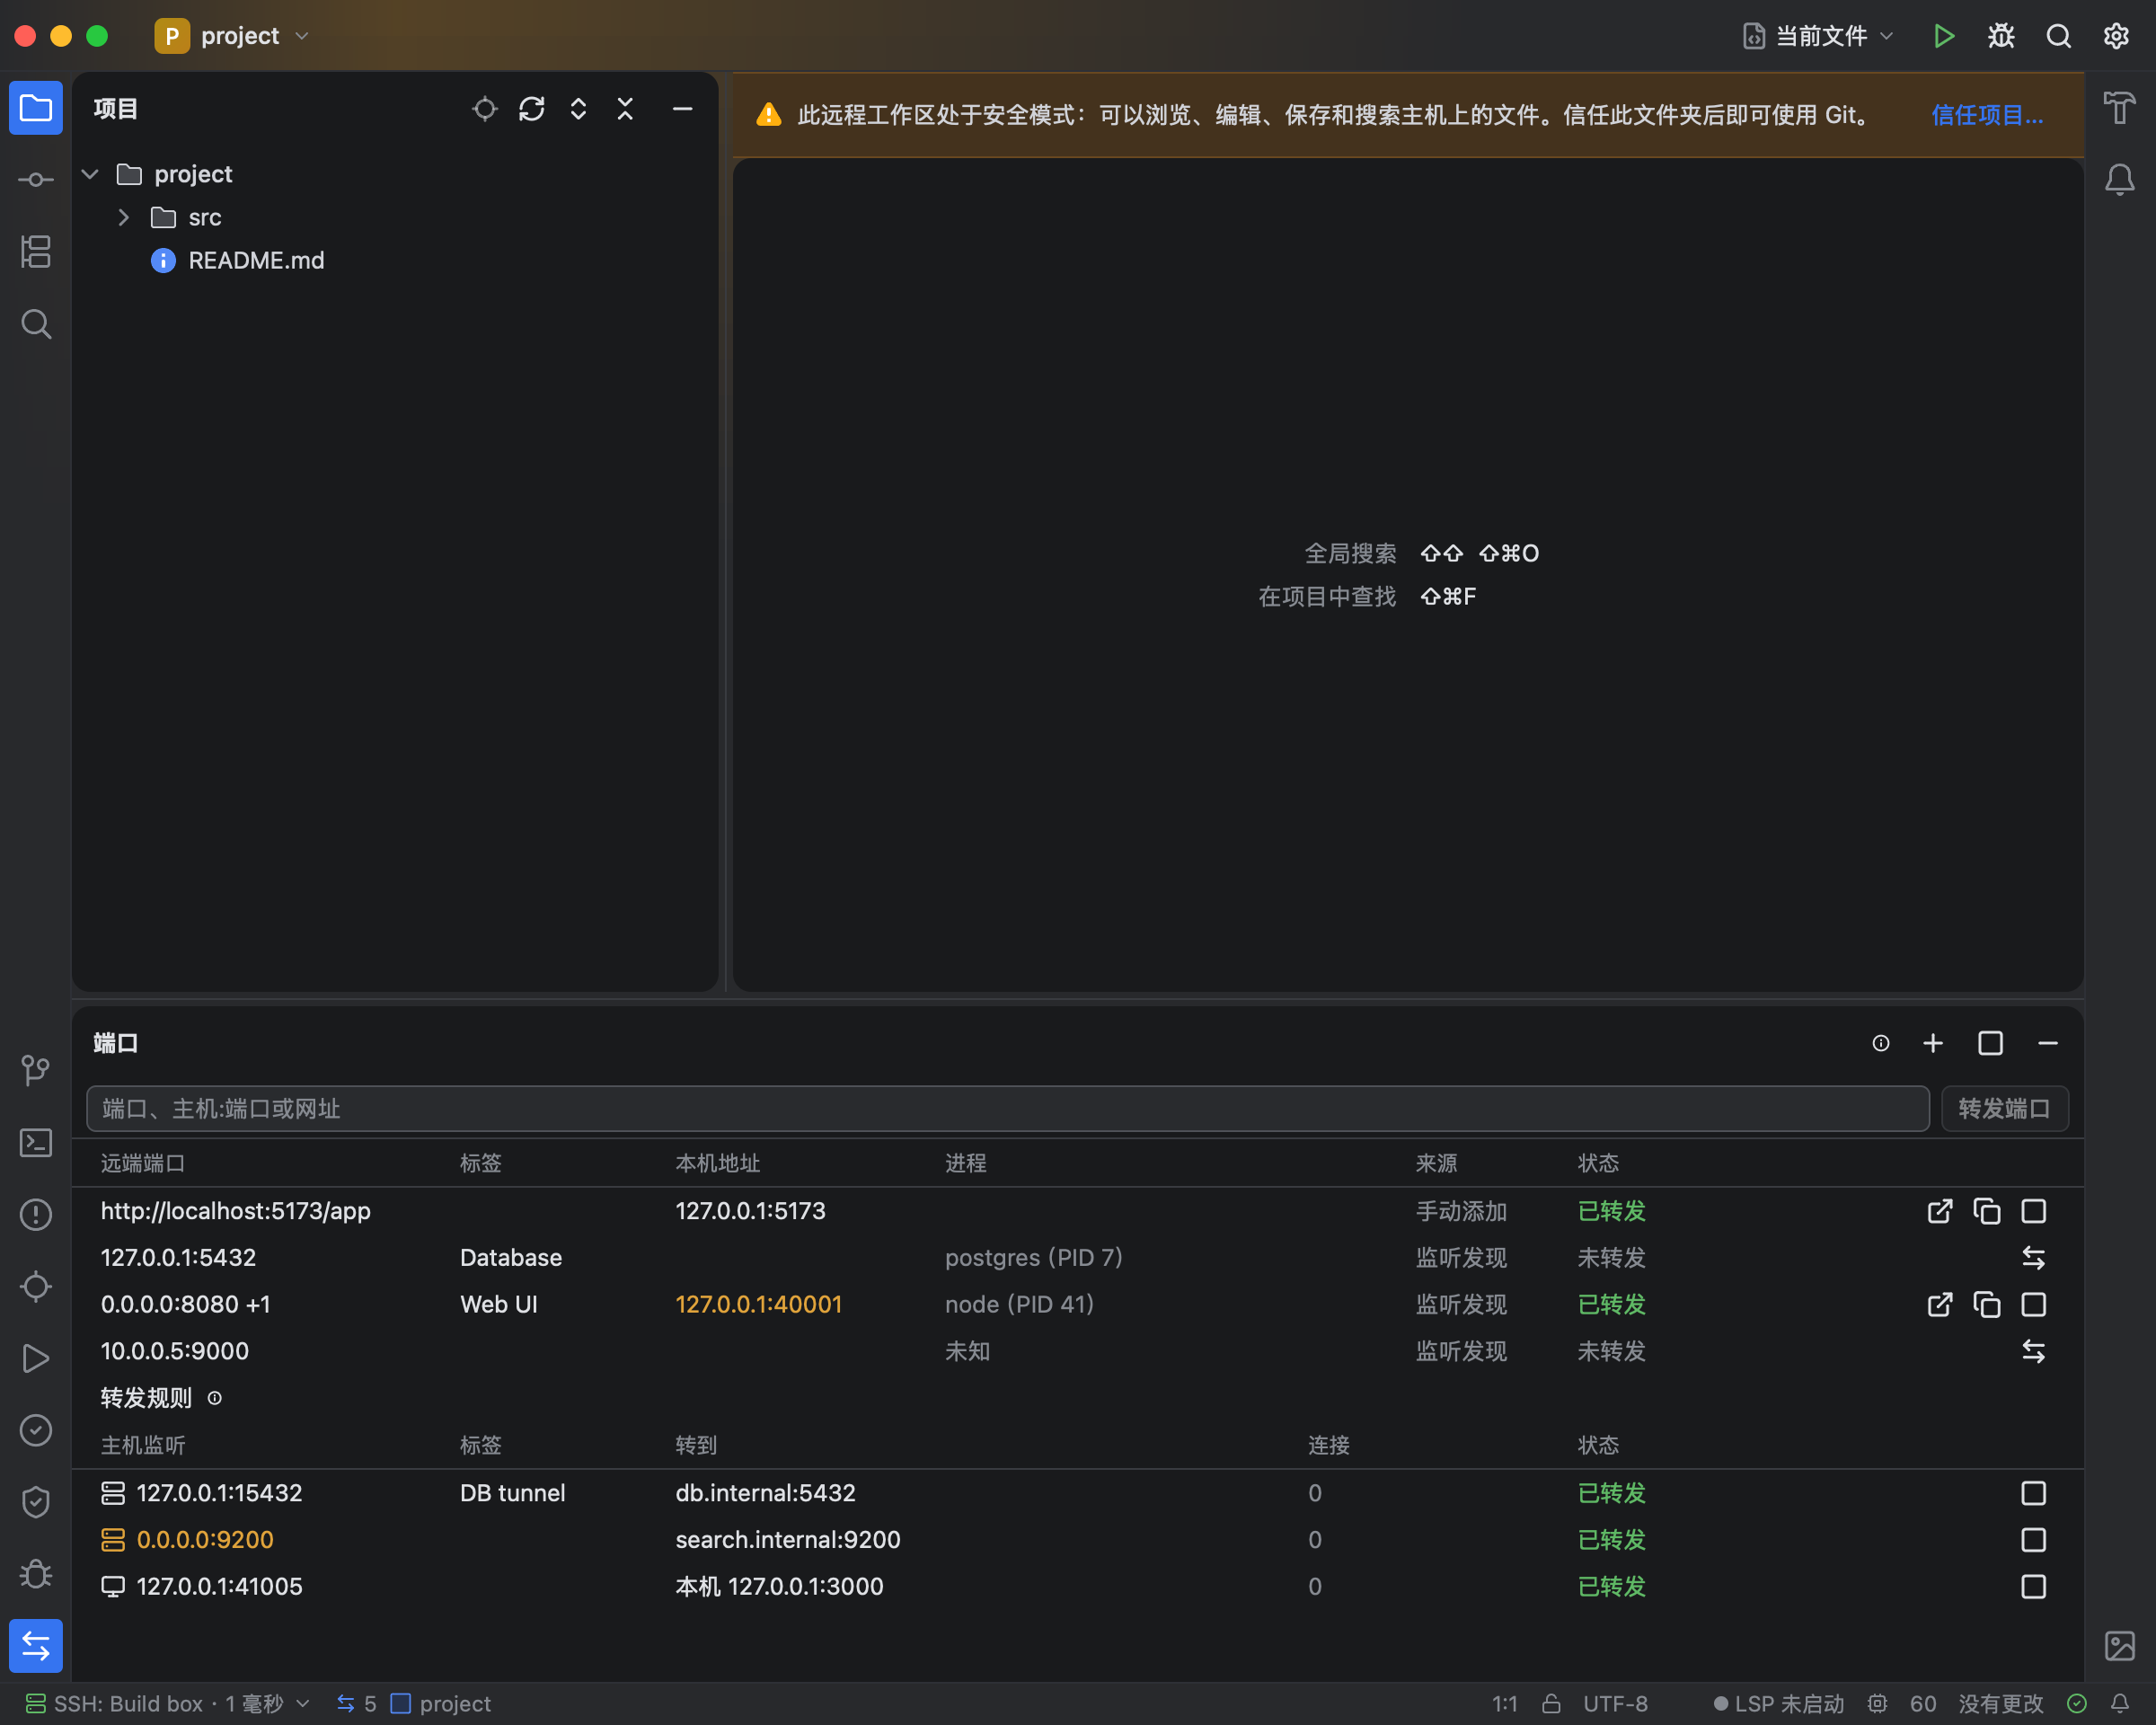 P project
当前文件
项目
project
src
README.md
此远程工作区处于安全模式：可以浏览、编辑、保存和搜索主机上的文件。信任此文件夹后即可使用 Git。 信任项目...
全局搜索 ⇧⇧ ⇧⌘O
在项目中查找 ⇧⌘F
端口
端口、主机:端口或网址 转发端口
远端端口 标签 本机地址 进程 来源 状态
http://localhost:5173/app 127.0.0.1:5173 手动添加 已转发
127.0.0.1:5432 Database postgres (PID 7) 监听发现 未转发
0.0.0.0:8080 +1 Web UI 127.0.0.1:40001 node (PID 41) 监听发现 已转发
10.0.0.5:9000 未知 监听发现 未转发
转发规则
主机监听 标签 转到 连接 状态
127.0.0.1:15432 DB tunnel db.internal:5432 0 已转发
0.0.0.0:9200 search.internal:9200 0 已转发
127.0.0.1:41005 本机 127.0.0.1:3000 0 已转发
SSH: Build box · 1 毫秒 5 project 1:1 UTF-8 LSP 未启动 60 没有更改